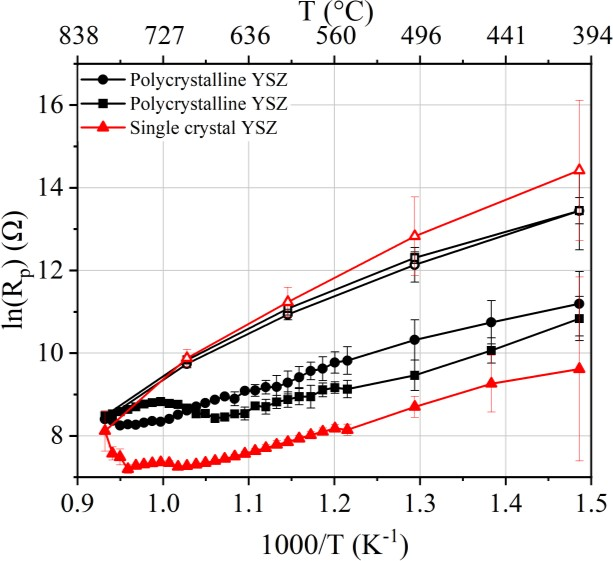 T (°C)
838 727 636 560 496 441 394
Polycrystalline YSZ
Polycrystalline YSZ
Single crystal YSZ
16
14
12
10
8
ln(Rp) (Ω)
0.9 1.0 1.1 1.2 1.3 1.4 1.5
1000/T (K-1)